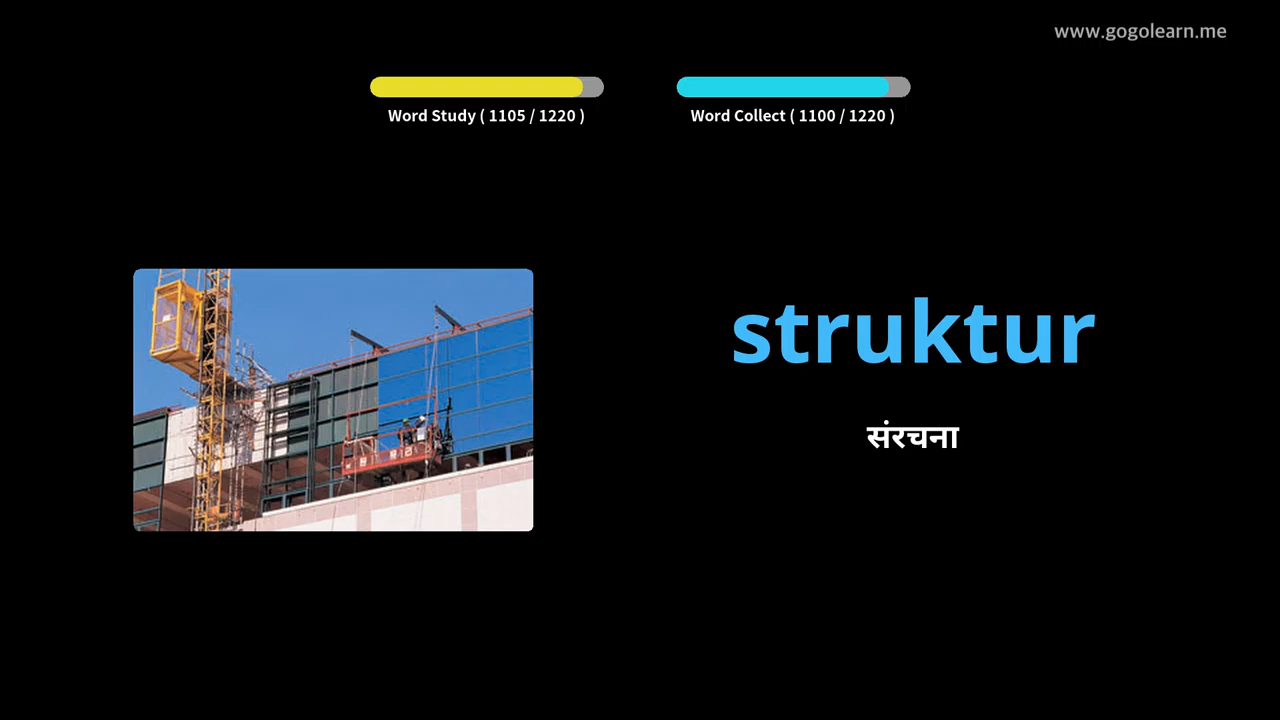 www.gogolearn.me
Word Study ( 1105 / 1220 )
Word Collect ( 1100 / 1220 )
struktur
संरचना